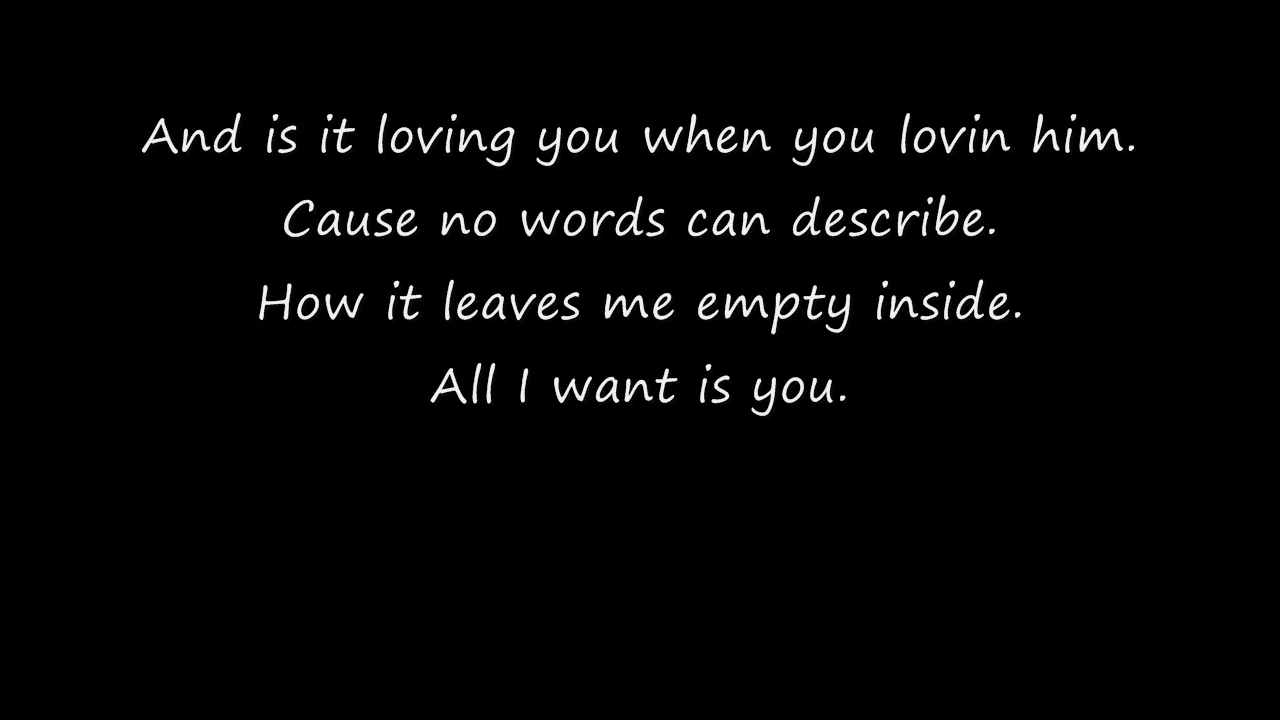 And is it loving you when you lovin him.
Cause no words can describe.
How it leaves me empty inside.
All I want is you.